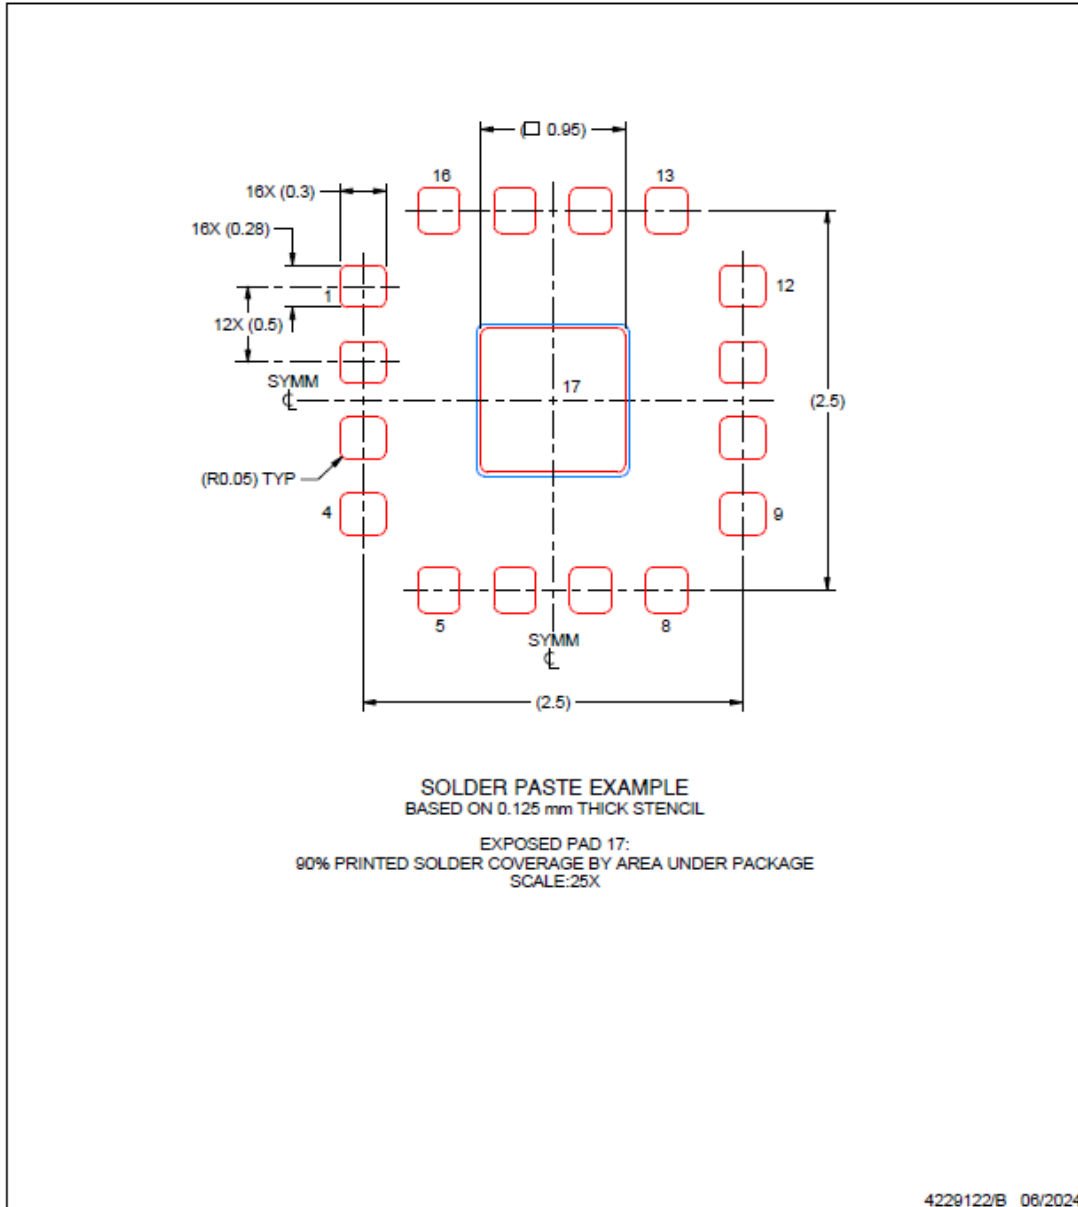 (□ 0.95)
16
13
16X (0.3)
16X (0.28)
1
12
12X (0.5)
SYMM
17
(2.5)
(R0.05) TYP
4
9
5
8
SYMM
(2.5)
SOLDER PASTE EXAMPLE
BASED ON 0.125 mm THICK STENCIL
EXPOSED PAD 17:
90% PRINTED SOLDER COVERAGE BY AREA UNDER PACKAGE
SCALE:25X
4229122/B 06/2024